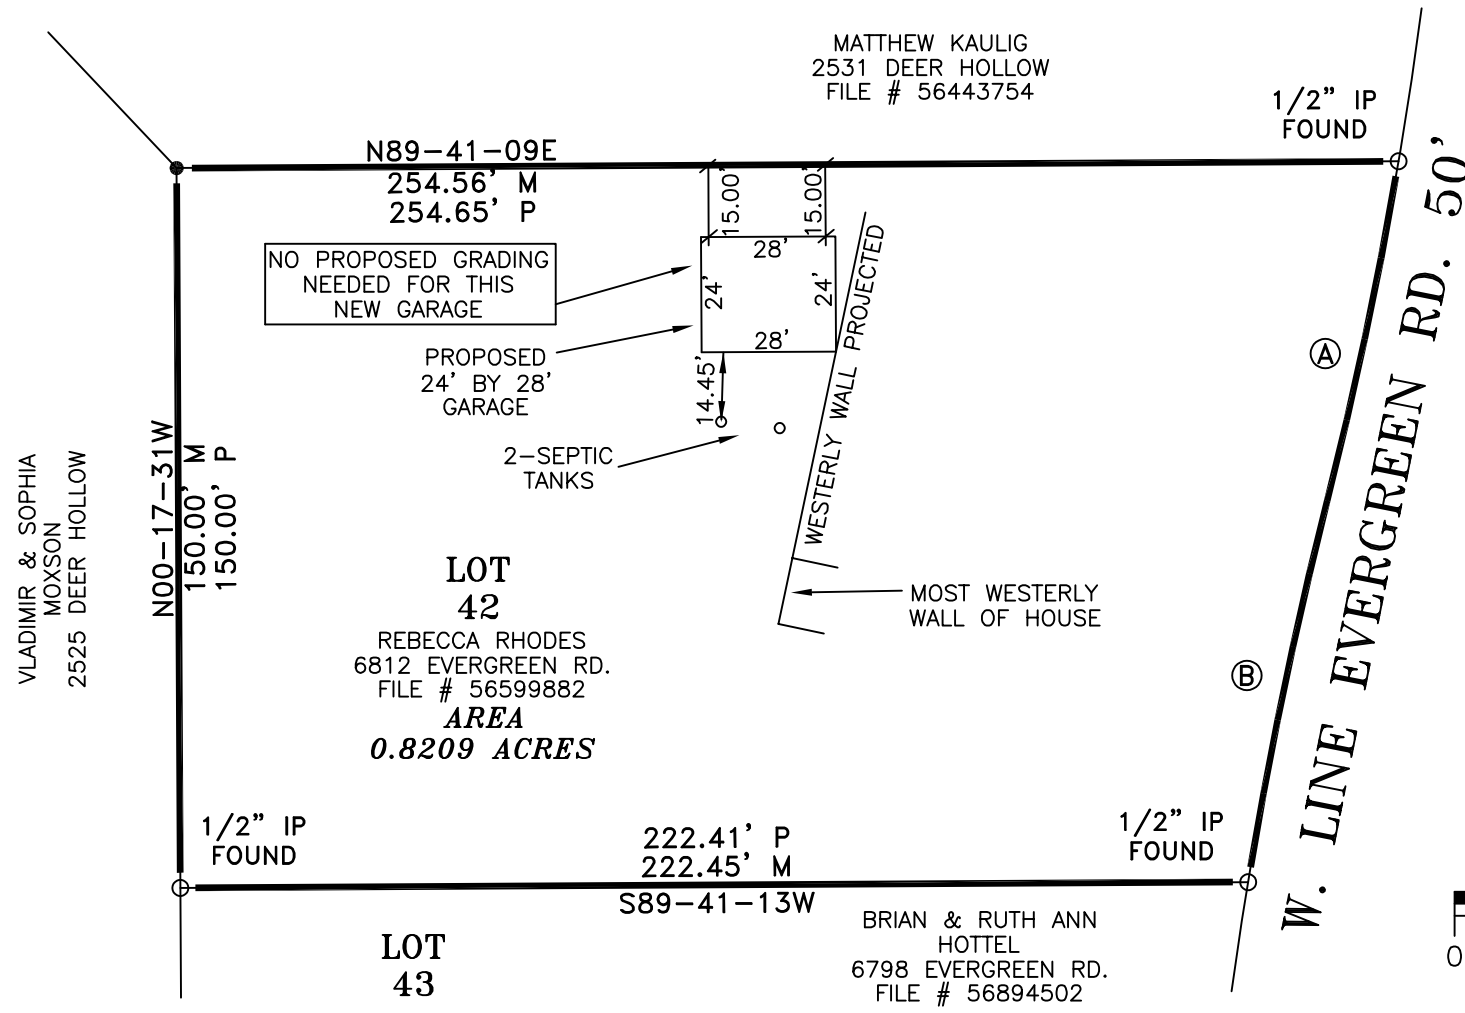 MATTHEW KAULIG
2531 DEER HOLLOW
FILE # 56443754
1/2" IP
FOUND
N89-41-09E
254.56' M
254.65' P
15.00'
15.00'
28'
24'
24'
28'
NO PROPOSED GRADING
NEEDED FOR THIS
NEW GARAGE
PROPOSED
24' BY 28'
GARAGE
14.45'
2-SEPTIC
TANKS
WESTERLY WALL PROJECTED
MOST WESTERLY
WALL OF HOUSE
A
B
W. LINE EVERGREEN RD. 50'
VLADIMIR & SOPHIA
MOXSON
2525 DEER HOLLOW
N00-17-31W
150.00' M
150.00' P
LOT
42
REBECCA RHODES
6812 EVERGREEN RD.
FILE # 56599882
AREA
0.8209 ACRES
1/2" IP
FOUND
222.41' P
222.45' M
S89-41-13W
1/2" IP
FOUND
LOT
43
BRIAN & RUTH ANN
HOTTEL
6798 EVERGREEN RD.
FILE # 56894502
0